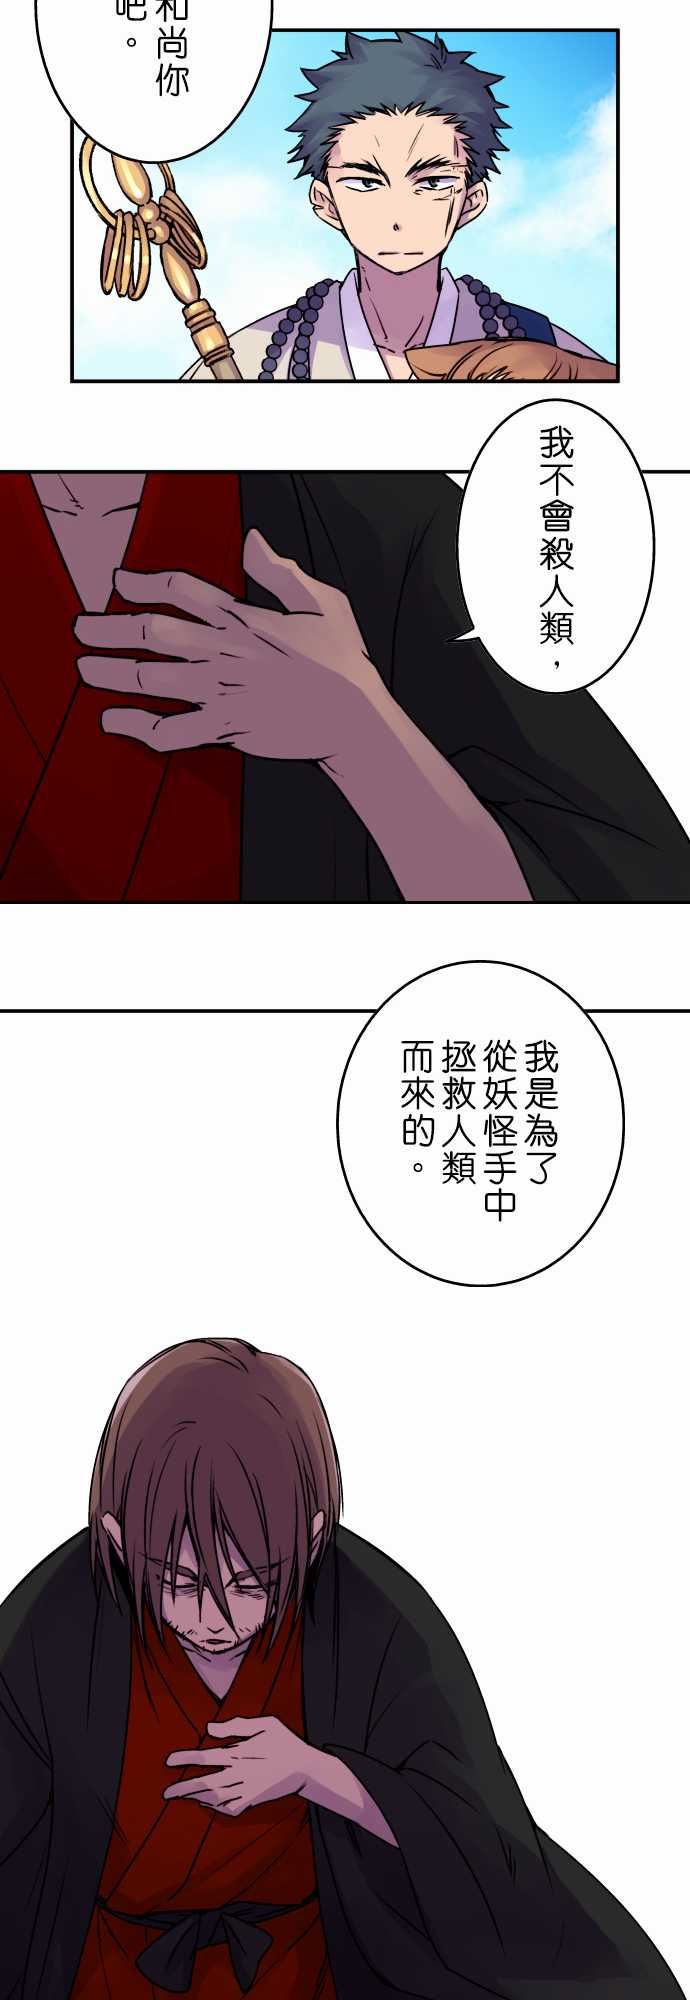 和尚你
吧。
我不會殺人類，
我是為了
從妖怪手中
拯救人類
而來的。